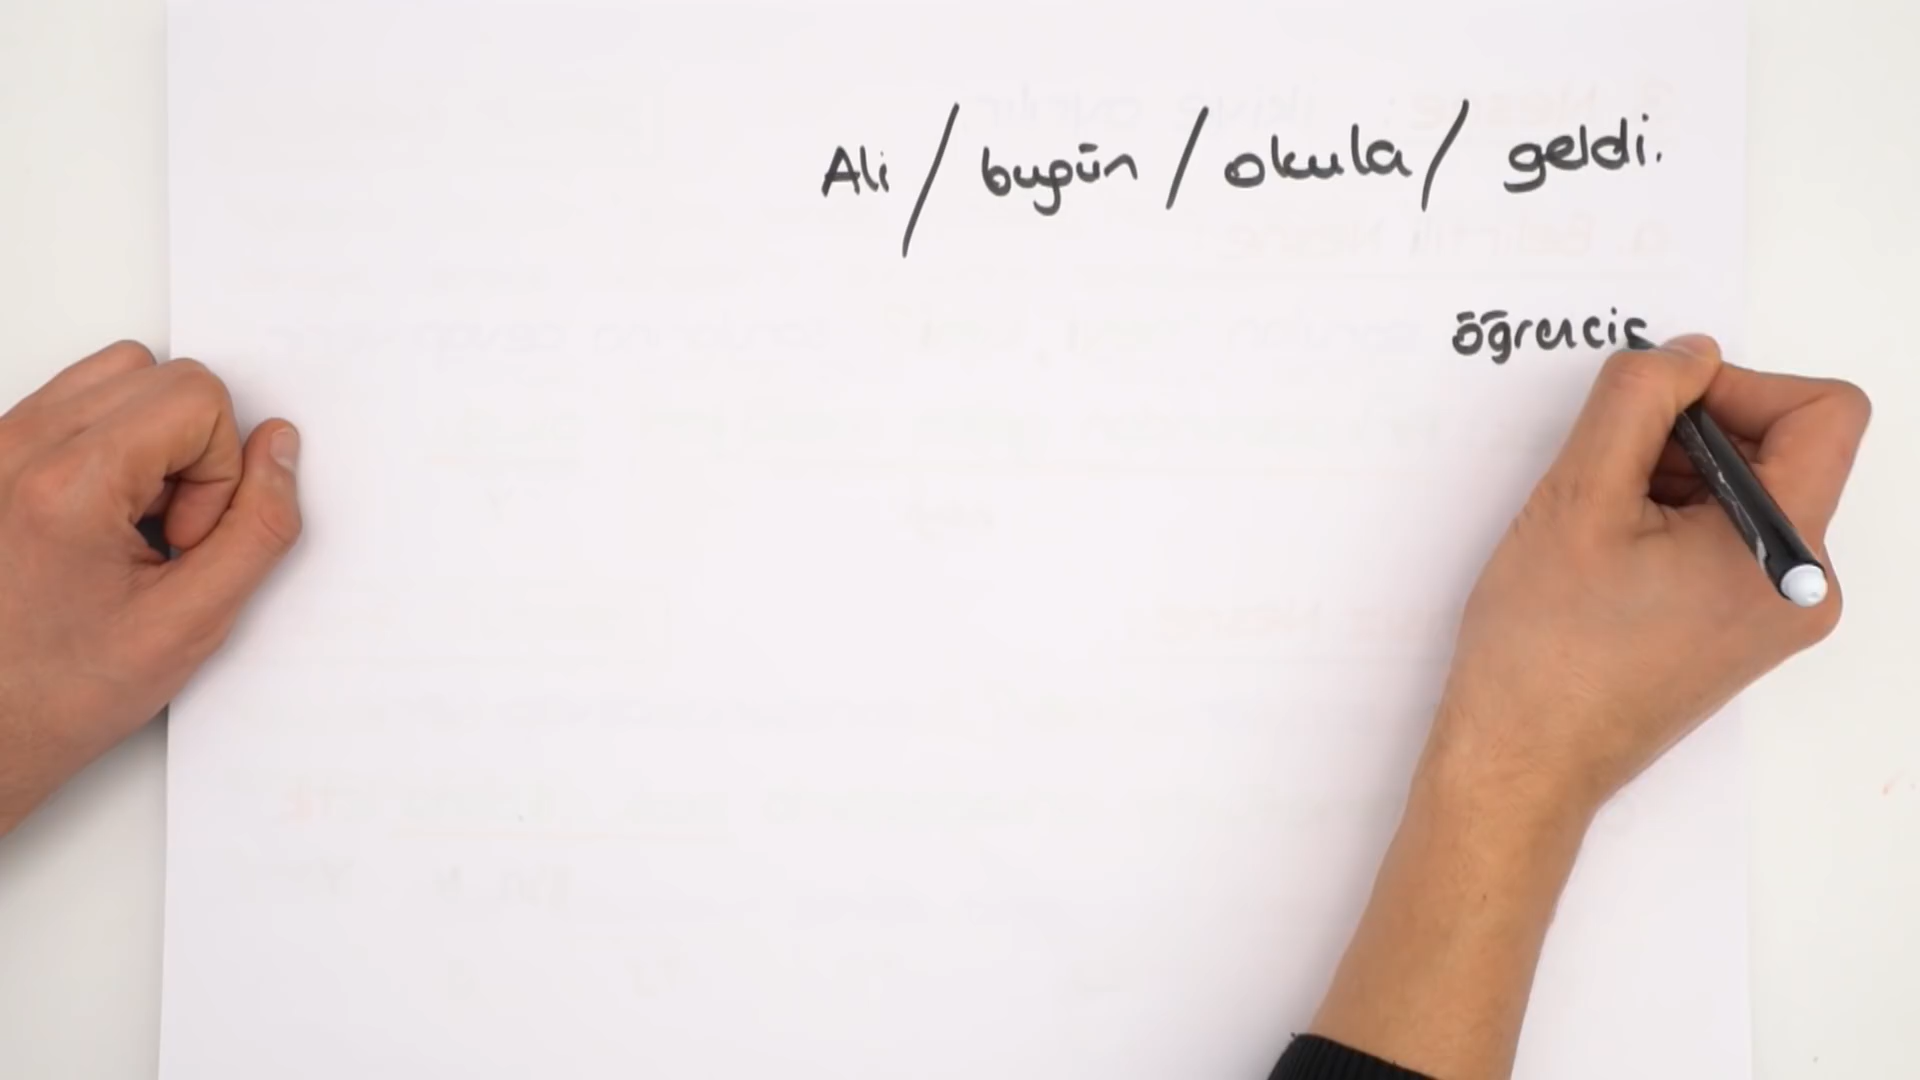 Ali / bugün / okula / geldi.
öğrencis